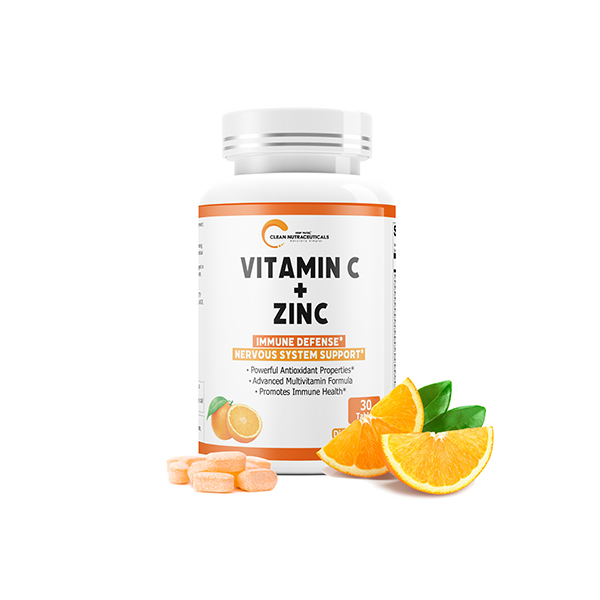 CLEAN NUTRACEUTICALS
VITAMIN C
+
ZINC
IMMUNE DEFENSE*
NERVOUS SYSTEM SUPPORT*
• Powerful Antioxidant Properties*
• Advanced Multivitamin Formula
• Promotes Immune Health*
30